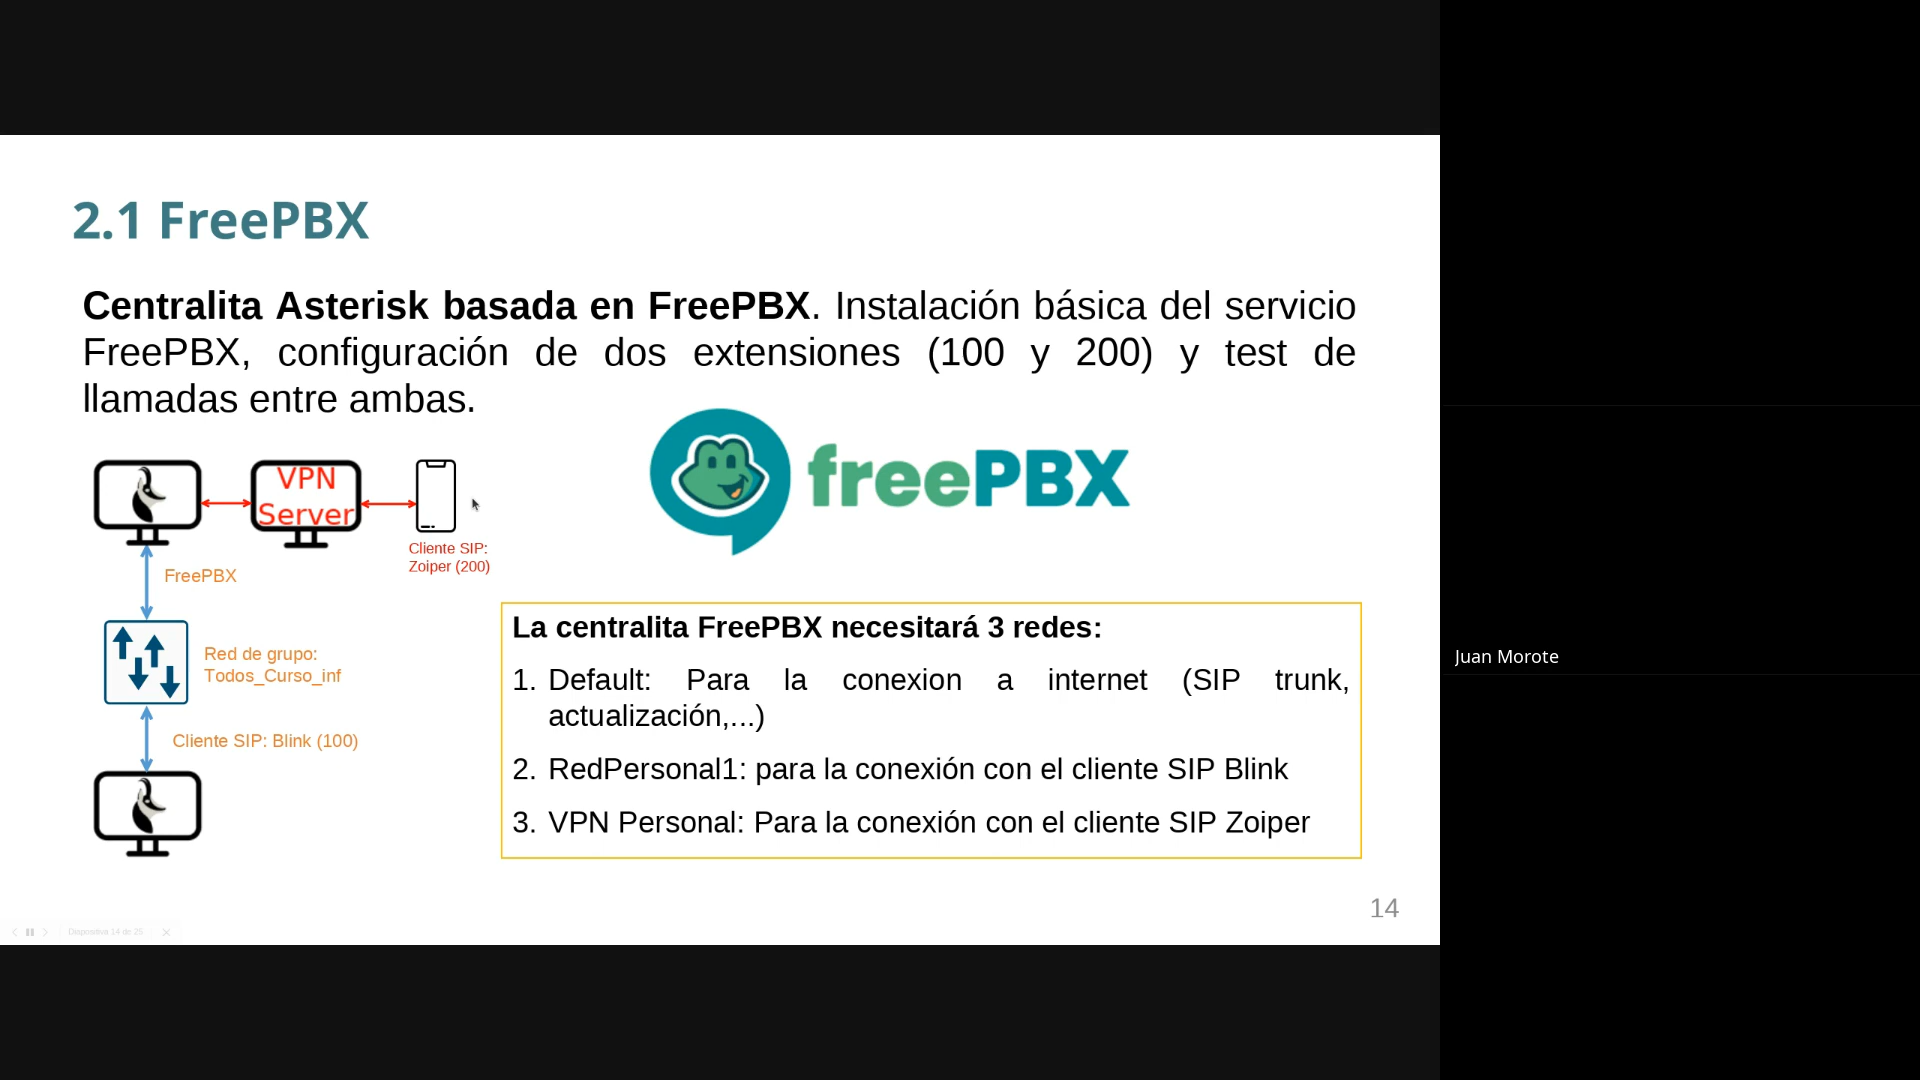 2.1 FreePBX
Centralita Asterisk basada en FreePBX. Instalación básica del servicio
FreePBX, configuración de dos extensiones (100 y 200) y test de
llamadas entre ambas.
VPN
Server
freePBX
Cliente SIP:
Zoiper (200)
FreePBX
Red de grupo:
Todos_Curso_inf
Cliente SIP: Blink (100)
La centralita FreePBX necesitará 3 redes:
1. Default: Para la conexion a internet (SIP trunk,
actualización,...)
2. RedPersonal1: para la conexión con el cliente SIP Blink
3. VPN Personal: Para la conexión con el cliente SIP Zoiper
14
Diapositiva 14 de 25
Juan Morote